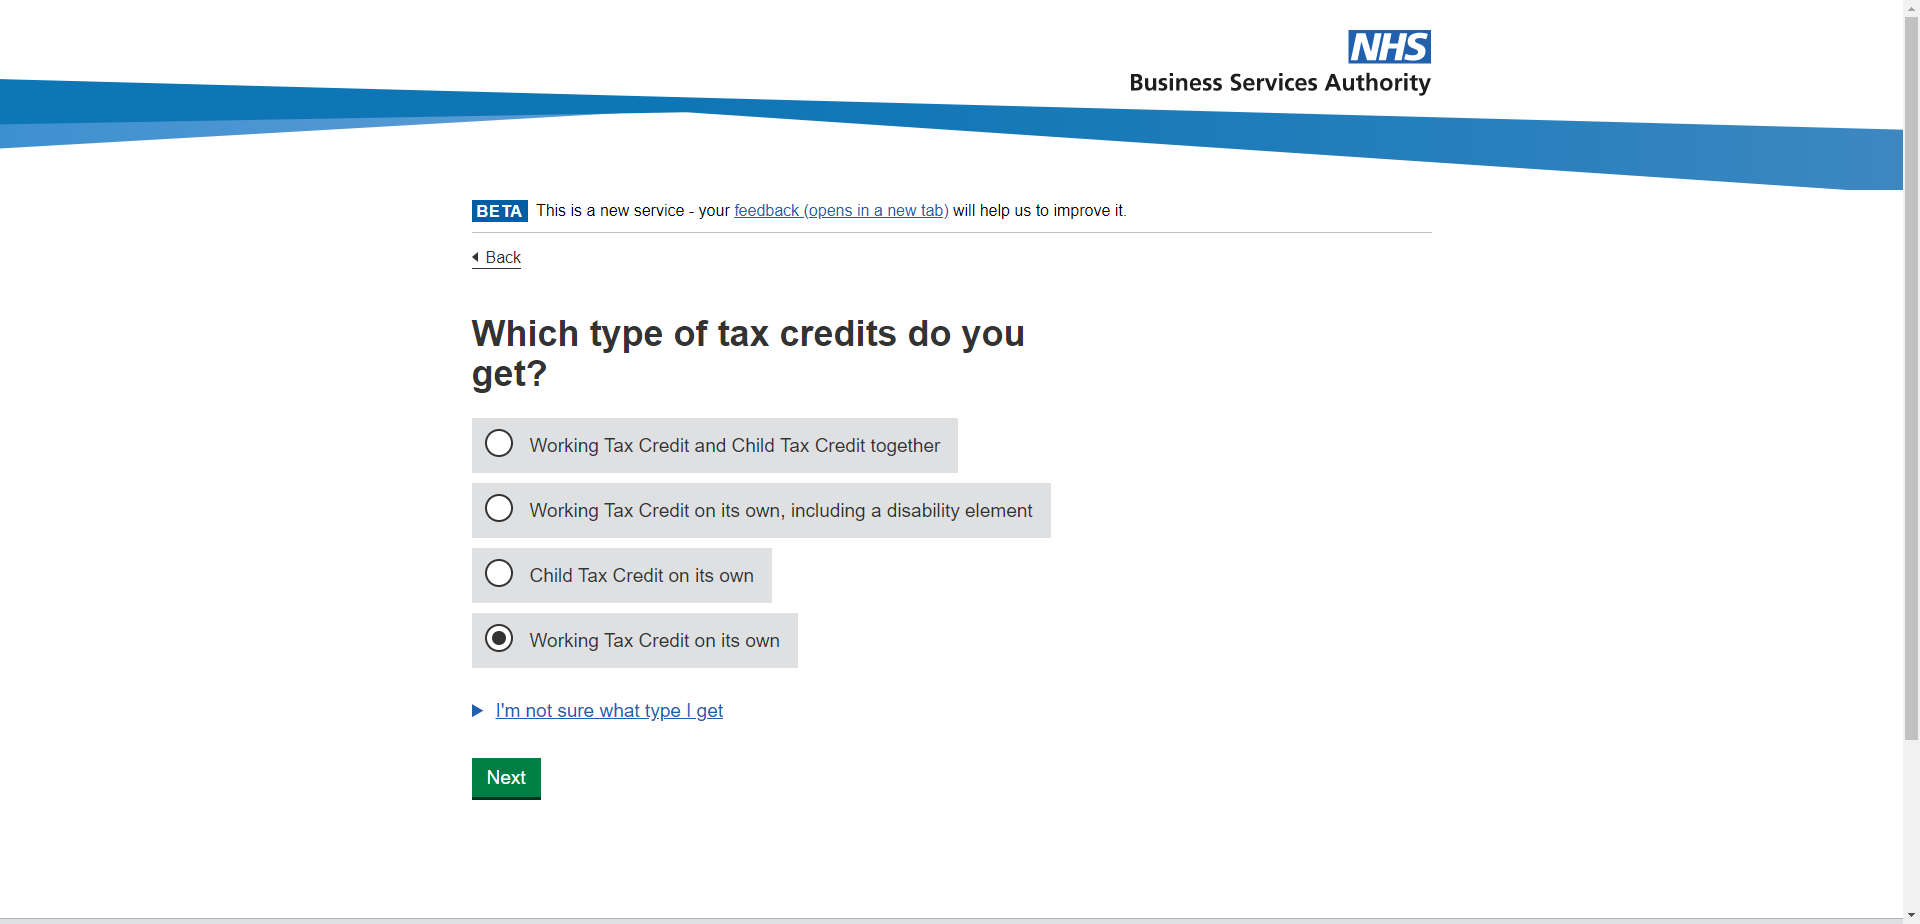 NHS
Business Services Authority
BETA This is a new service - your feedback (opens in a new tab) will help us to improve it.
Back
Which type of tax credits do you
get?
Working Tax Credit and Child Tax Credit together
Working Tax Credit on its own, including a disability element
Child Tax Credit on its own
Working Tax Credit on its own
I'm not sure what type I get
Next